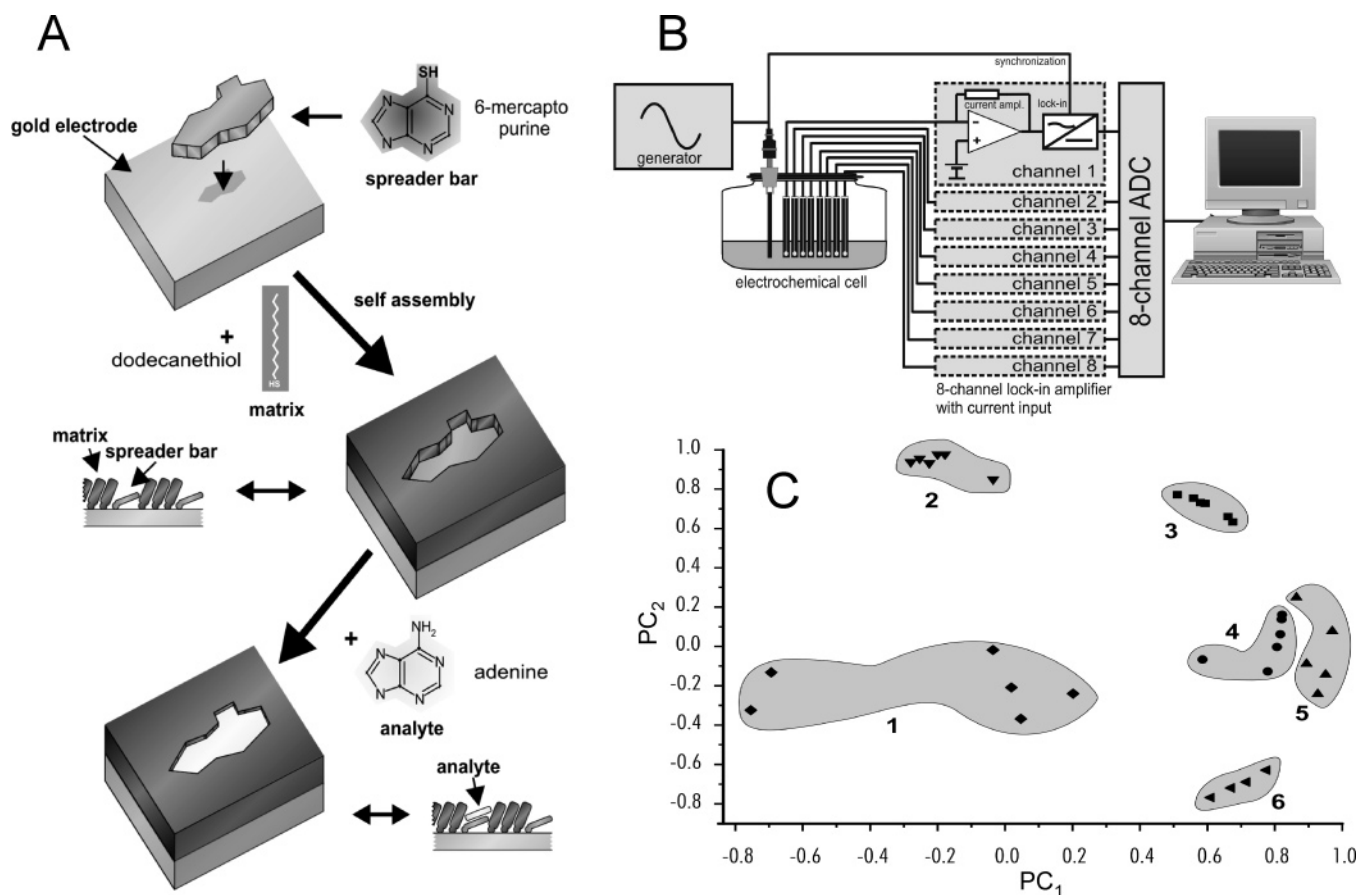 A
SH
N
N
N
N
6-mercapto
purine
gold electrode
spreader bar
self assembly
+
dodecanethiol
HS
matrix
matrix
spreader bar
+
NH2
N
N
N
N
adenine
analyte
analyte
B
synchronization
generator
current ampl.
lock-in
−
+
channel 1
channel 2
channel 3
channel 4
channel 5
channel 6
channel 7
channel 8
8-channel ADC
electrochemical cell
8-channel lock-in amplifier
with current input
C
PC2
1.0
0.8
0.6
0.4
0.2
0.0
-0.2
-0.4
-0.6
-0.8
2
3
4
1
5
6
-0.8 -0.6 -0.4 -0.2 0.0 0.2 0.4 0.6 0.8 1.0
PC1